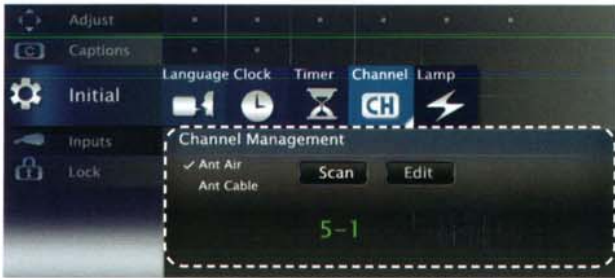 Adjust
[C] Captions
Language Clock Timer Channel Lamp
Initial
CH
Inputs
Channel Management
Lock
✓ Ant Air
Scan Edit
Ant Cable
5-1